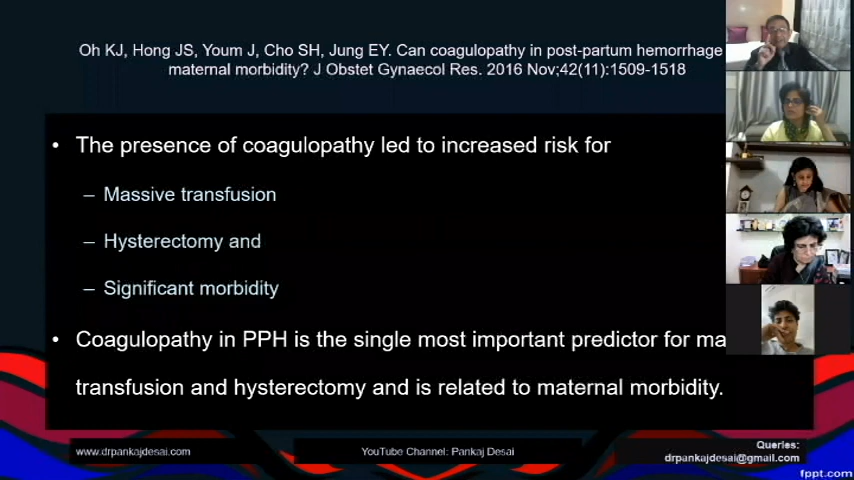 Oh KJ, Hong JS, Youm J, Cho SH, Jung EY. Can coagulopathy in post-partum hemorrhage
maternal morbidity? J Obstet Gynaecol Res. 2016 Nov;42(11):1509-1518
• The presence of coagulopathy led to increased risk for
– Massive transfusion
– Hysterectomy and
– Significant morbidity
• Coagulopathy in PPH is the single most important predictor for ma
transfusion and hysterectomy and is related to maternal morbidity.
www.drpankajdesai.com
YouTube Channel: Pankaj Desai
Queries:
drpankajdesai@gmail.com
fppt.com